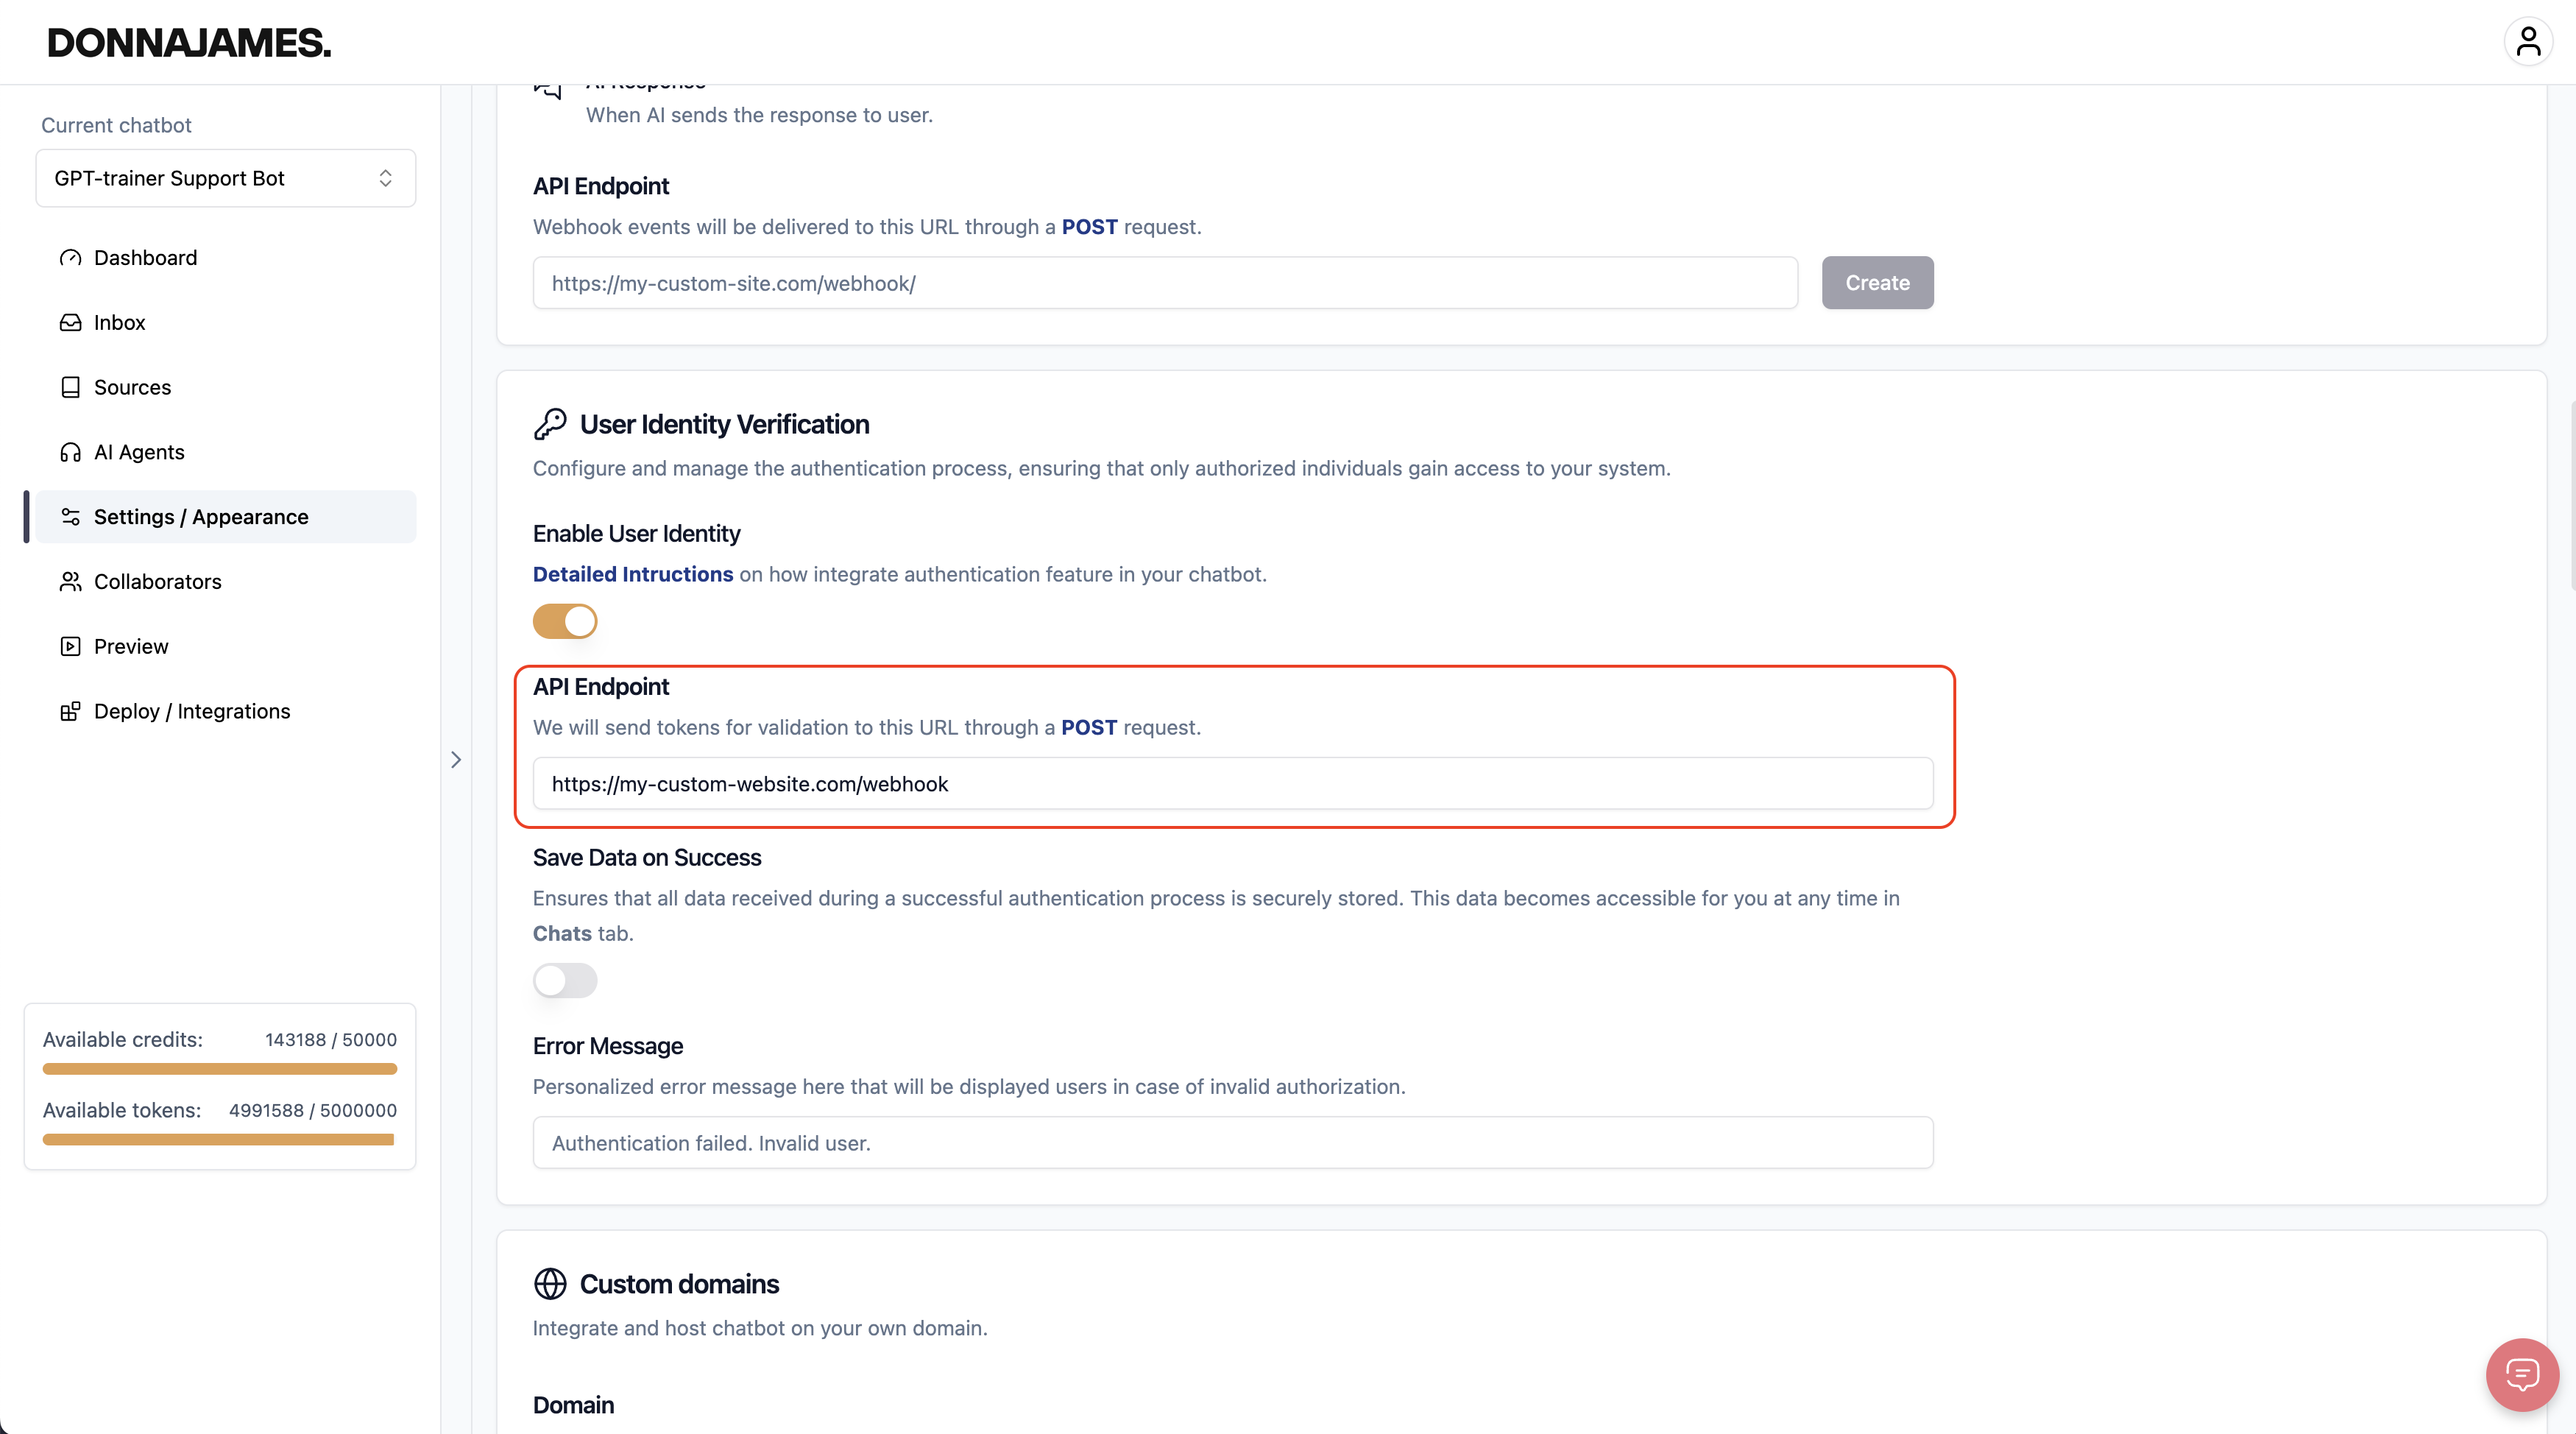 DONNAJAMES.
Current chatbot
GPT-trainer Support Bot
Dashboard
Inbox
Sources
AI Agents
Settings / Appearance
Collaborators
Preview
Deploy / Integrations
Available credits: 143188 / 50000
Available tokens: 4991588 / 5000000
AI Response
When AI sends the response to user.
API Endpoint
Webhook events will be delivered to this URL through a POST request.
https://my-custom-site.com/webhook/
Create
User Identity Verification
Configure and manage the authentication process, ensuring that only authorized individuals gain access to your system.
Enable User Identity
Detailed Intructions on how integrate authentication feature in your chatbot.
API Endpoint
We will send tokens for validation to this URL through a POST request.
https://my-custom-website.com/webhook
Save Data on Success
Ensures that all data received during a successful authentication process is securely stored. This data becomes accessible for you at any time in
Chats tab.
Error Message
Personalized error message here that will be displayed users in case of invalid authorization.
Authentication failed. Invalid user.
Custom domains
Integrate and host chatbot on your own domain.
Domain